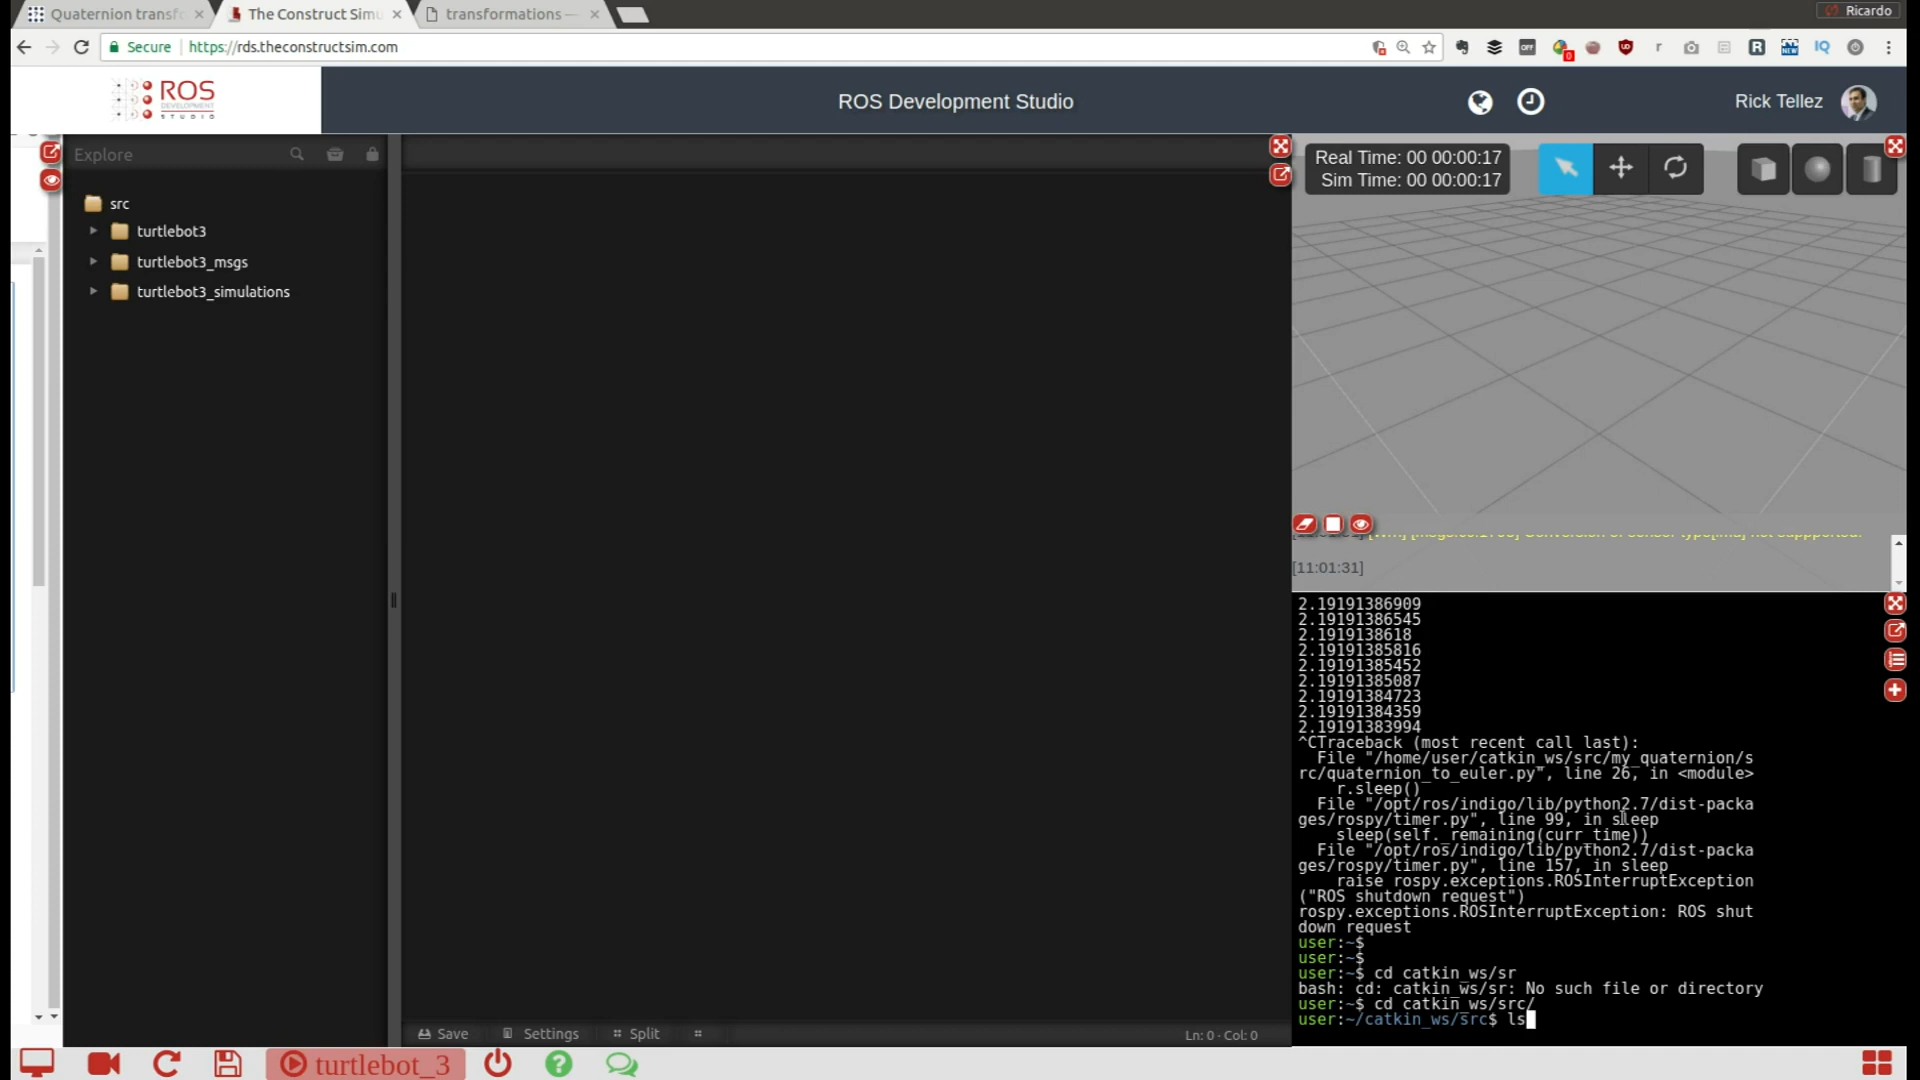 Quaternion transf
The Construct Simu
transformations —
Ricardo
Secure
https://rds.theconstructsim.com
ROS
DEVELOPMENT
STUDIO
ROS Development Studio
Rick Tellez
Explore
src
turtlebot3
turtlebot3_msgs
turtlebot3_simulations
Real Time: 00 00:00:17
Sim Time: 00 00:00:17
[11:01:31]
2.19191386909
2.19191386545
2.1919138618
2.19191385816
2.19191385452
2.19191385087
2.19191384723
2.19191384359
2.19191383994
^CTraceback (most recent call last):
File "/home/user/catkin_ws/src/my_quaternion/s
rc/quaternion_to_euler.py", line 26, in <module>
r.sleep()
File "/opt/ros/indigo/lib/python2.7/dist-packa
ges/rospy/timer.py", line 99, in sleep
sleep(self._remaining(curr_time))
File "/opt/ros/indigo/lib/python2.7/dist-packa
ges/rospy/timer.py", line 157, in sleep
raise rospy.exceptions.ROSInterruptException
("ROS shutdown request")
rospy.exceptions.ROSInterruptException: ROS shut
down request
user:~$
user:~$
user:~$ cd catkin_ws/sr
bash: cd: catkin_ws/sr: No such file or directory
user:~$ cd catkin_ws/src/
user:~/catkin_ws/src$ ls
Save
Settings
Split
Ln: 0 · Col: 0
turtlebot_3